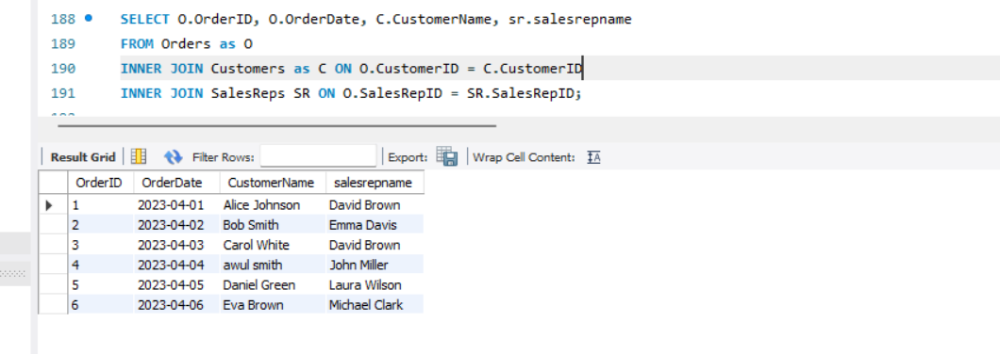 188 SELECT O.OrderID, O.OrderDate, C.CustomerName, sr.salesrepname
189 FROM Orders as O
190 INNER JOIN Customers as C ON O.CustomerID = C.CustomerID
191 INNER JOIN SalesReps SR ON O.SalesRepID = SR.SalesRepID;
Result Grid Filter Rows: Export: Wrap Cell Content: IA
OrderID OrderDate CustomerName salesrepname
1 2023-04-01 Alice Johnson David Brown
2 2023-04-02 Bob Smith Emma Davis
3 2023-04-03 Carol White David Brown
4 2023-04-04 awul smith John Miller
5 2023-04-05 Daniel Green Laura Wilson
6 2023-04-06 Eva Brown Michael Clark